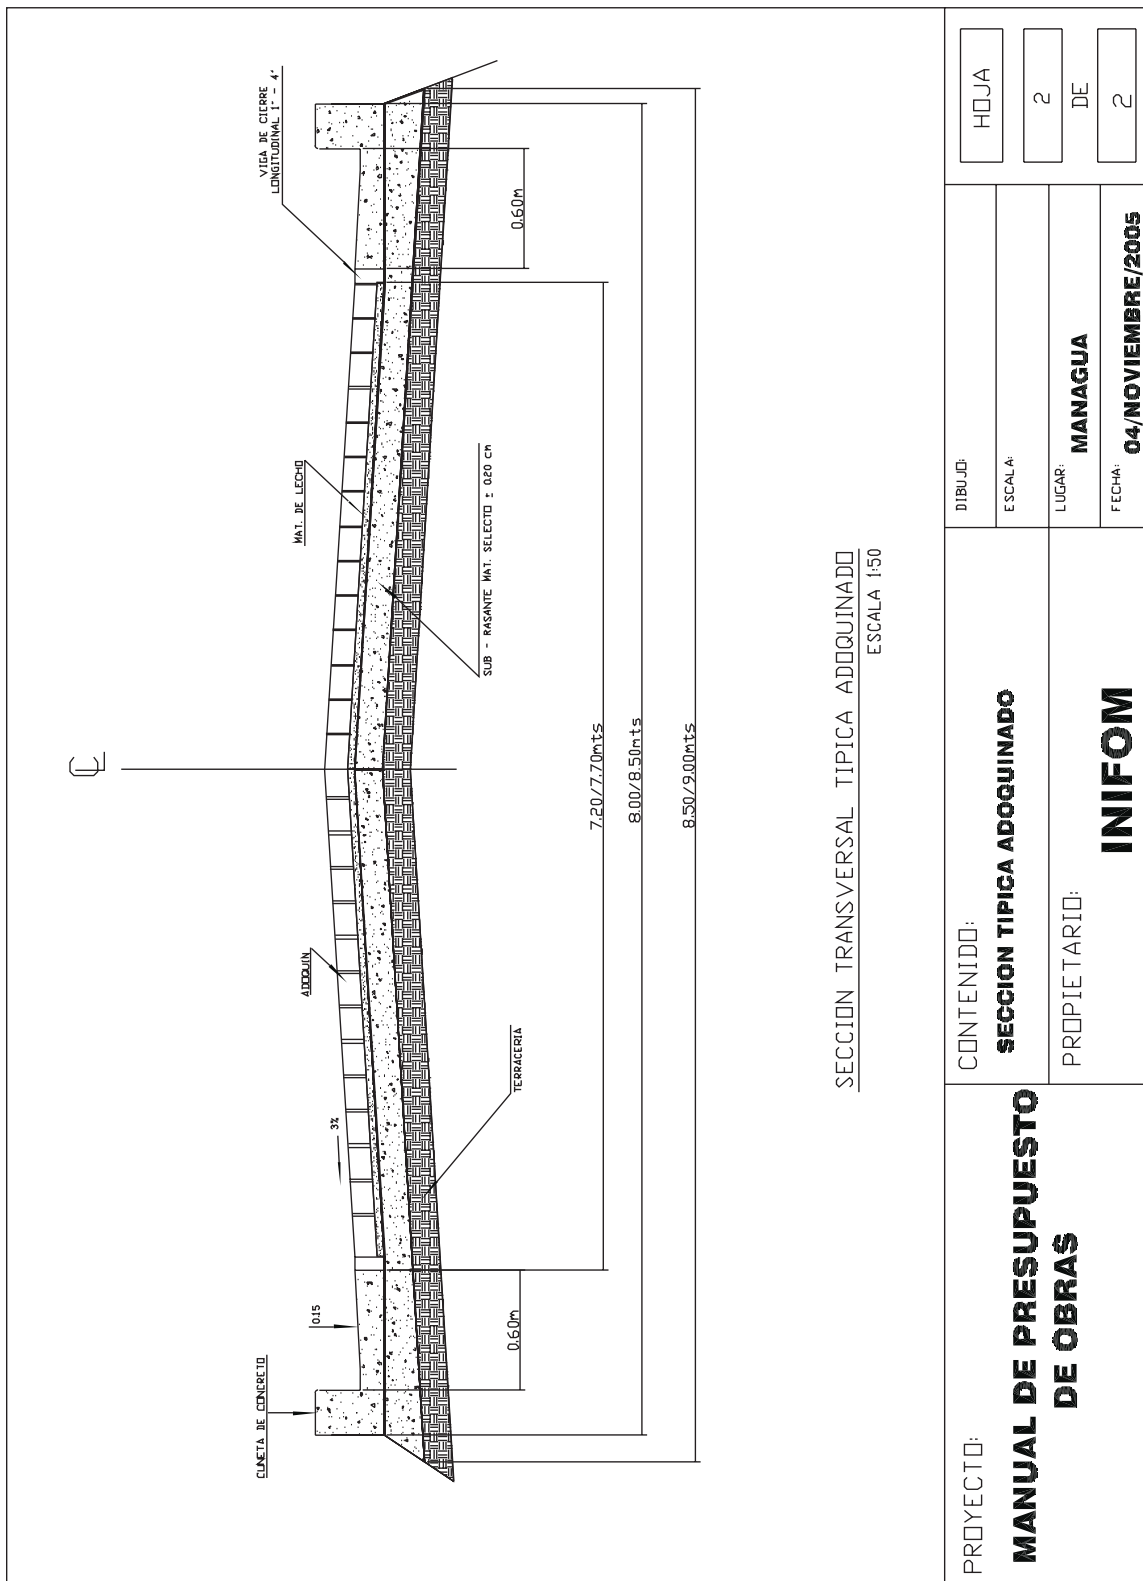 ℄
VIGA DE CIERRE
LONGITUDINAL 1" - 4"
MAT. DE LECHO
ADOQUIN
3%
0.15
CUNETA DE CONCRETO
SUB - RASANTE MAT. SELECTO ± 0.20 cm
TERRACERIA
0.60m
0.60m
7.20/7.70mts
8.00/8.50mts
8.50/9.00mts
SECCION TRANSVERSAL TIPICA ADOQUINADO
ESCALA 1:50
PROYECTO:
MANUAL DE PRESUPUESTO
DE OBRAS
CONTENIDO:
SECCION TIPICA ADOQUINADO
PROPIETARIO:
INIFOM
DIBUJO:
ESCALA:
LUGAR:
MANAGUA
FECHA:
04/NOVIEMBRE/2005
HOJA
2
DE
2